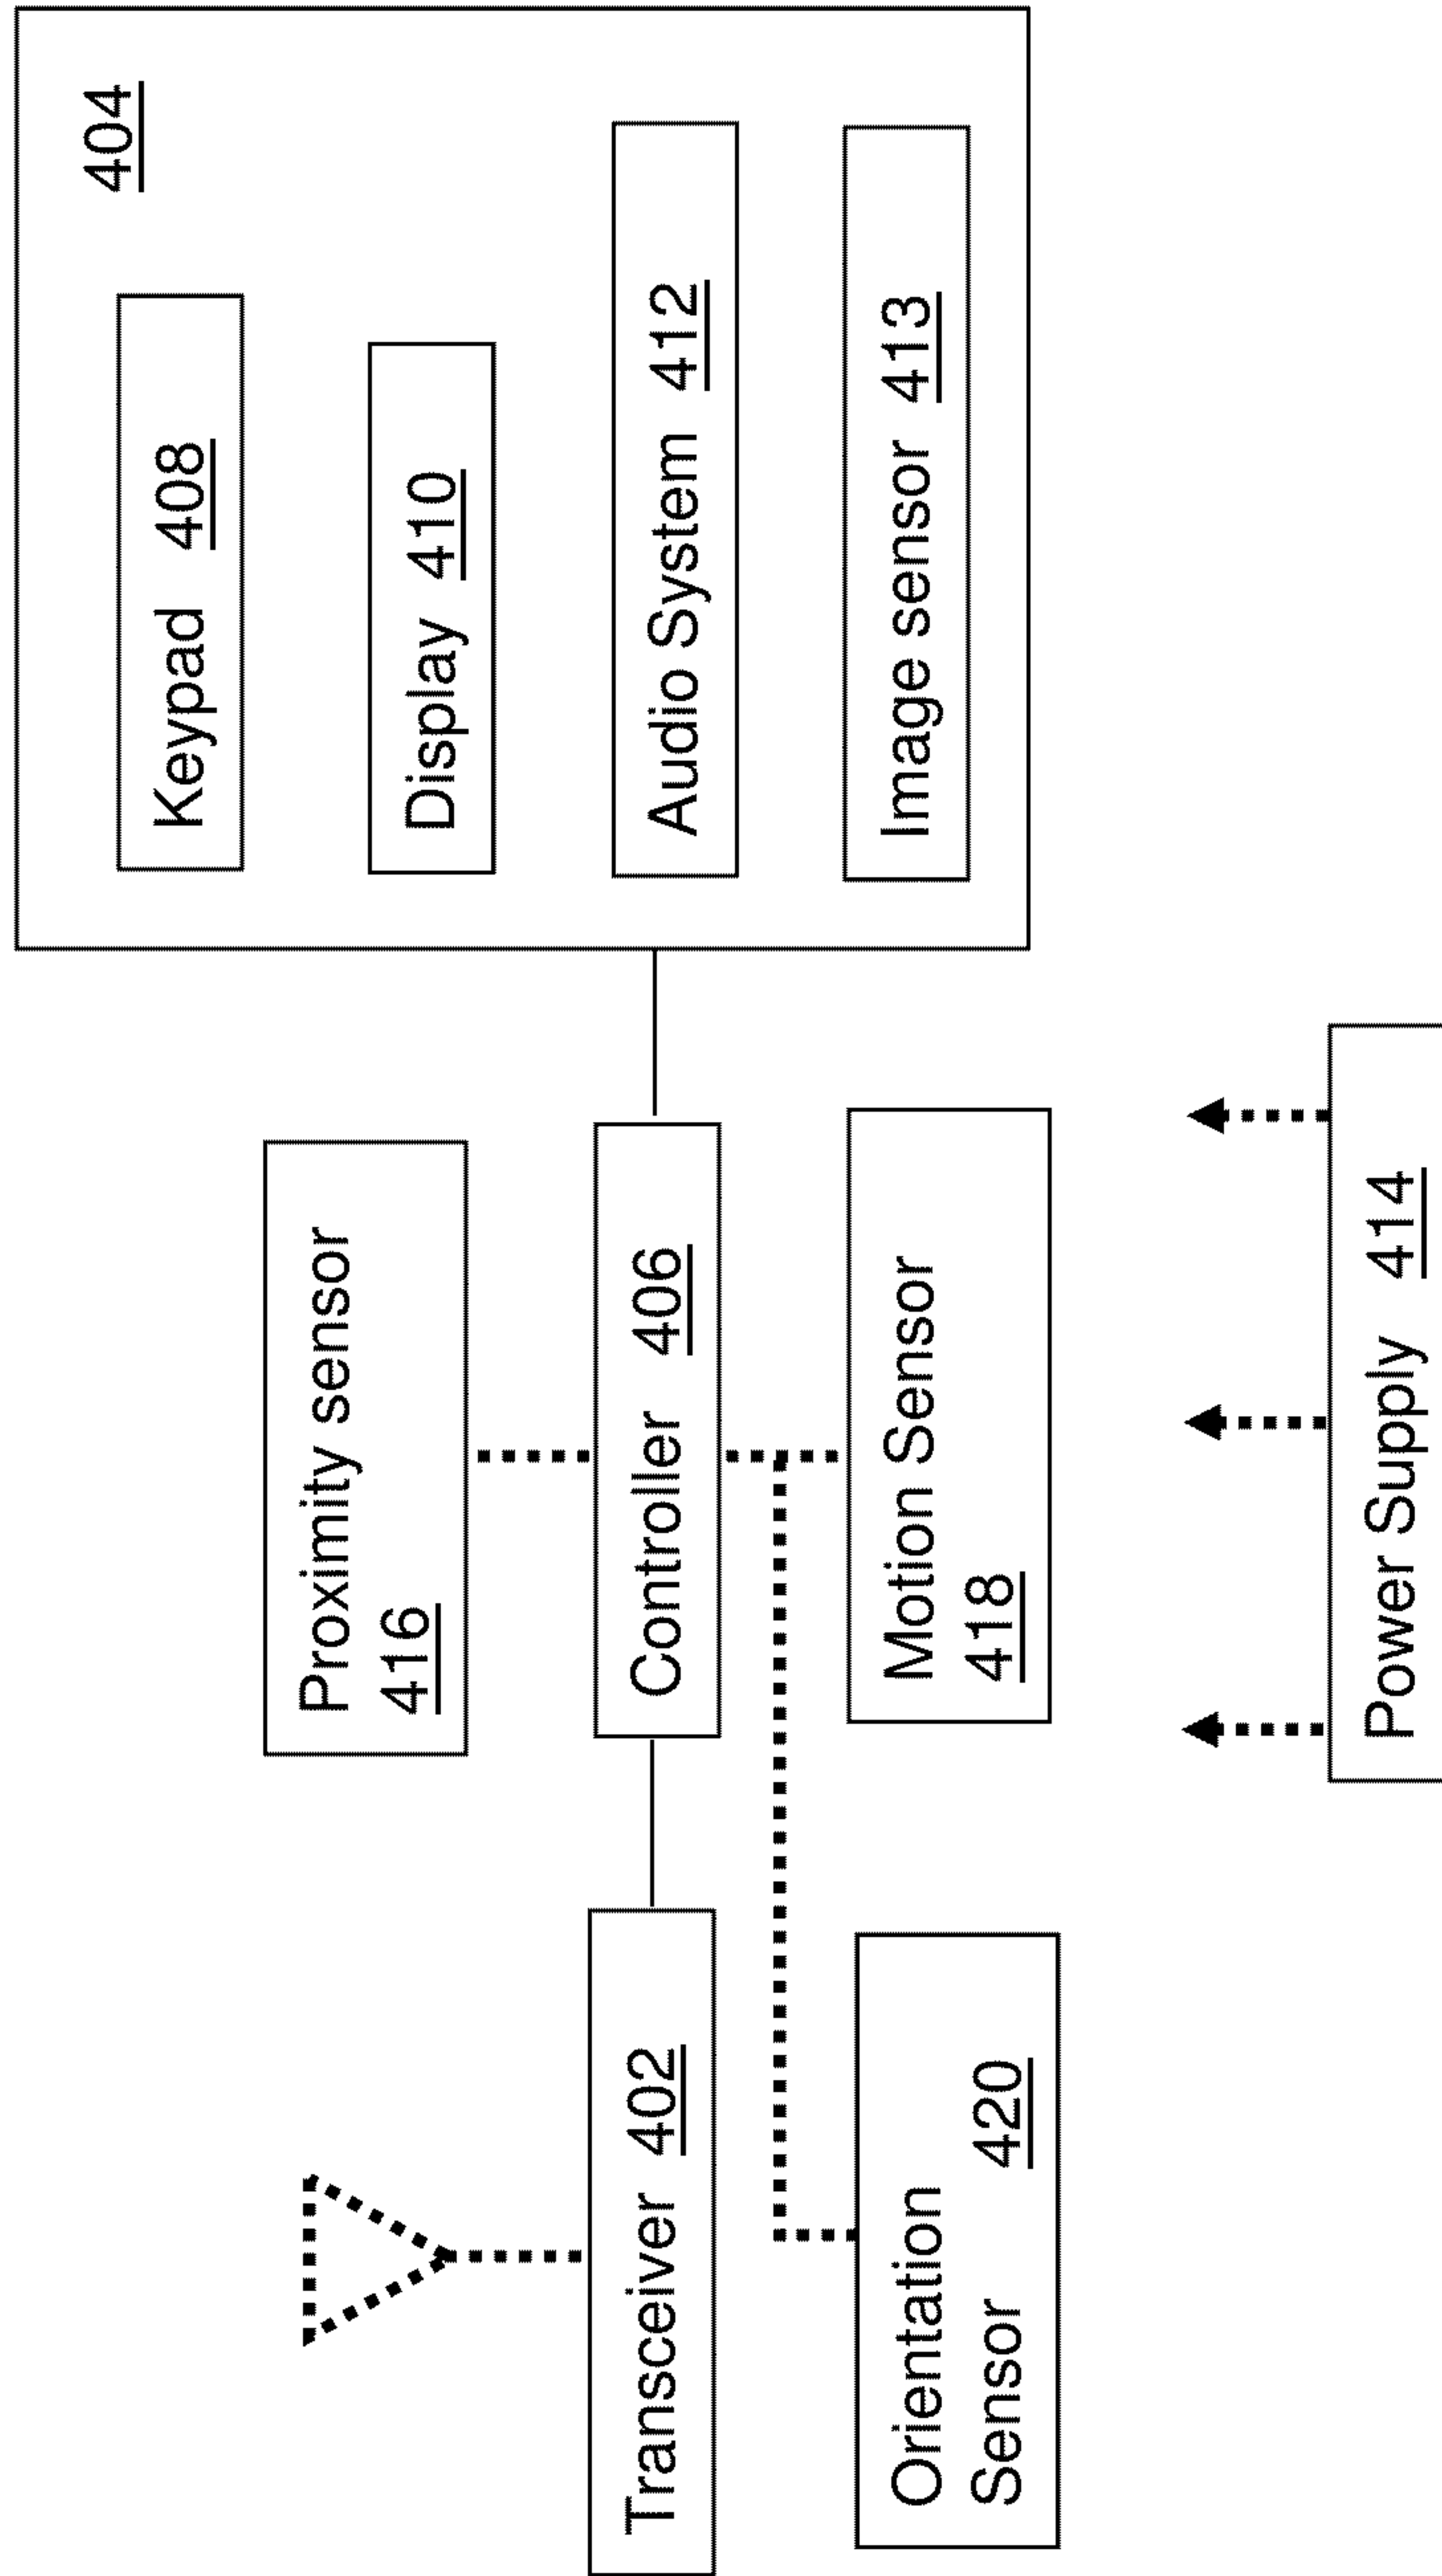 404
Keypad 408
Display 410
Audio System 412
Image sensor 413
Proximity sensor
416
Controller 406
Motion Sensor
418
Transceiver 402
Orientation
Sensor 420
Power Supply 414